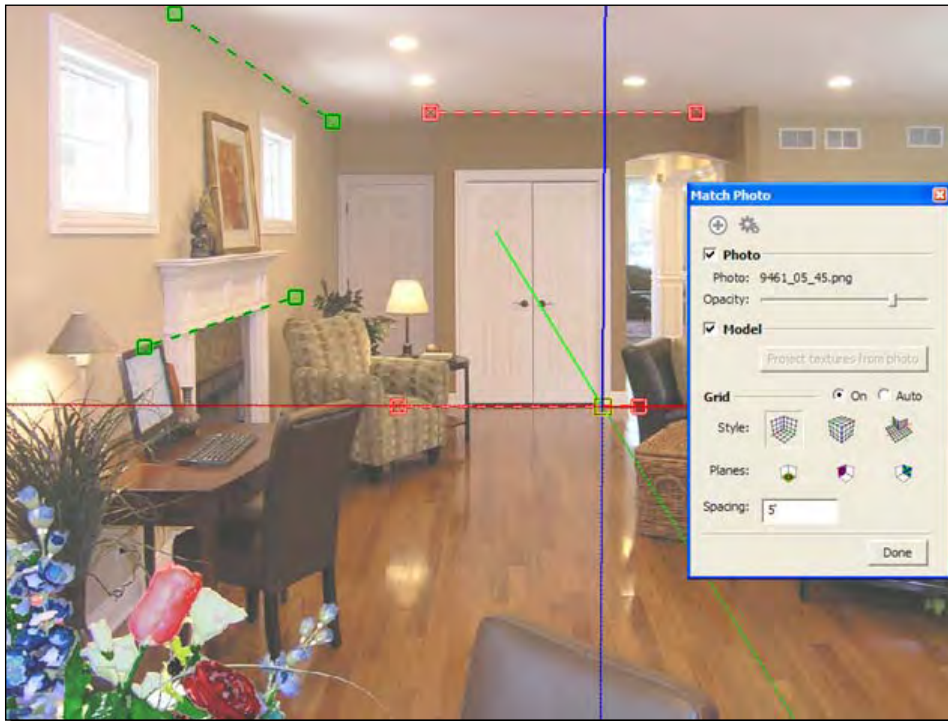 Match Photo
Photo
Photo: 9461_05_45.png
Opacity:
Model
Project textures from photo
Grid On Auto
Style:
Planes:
Spacing: 5'
Done